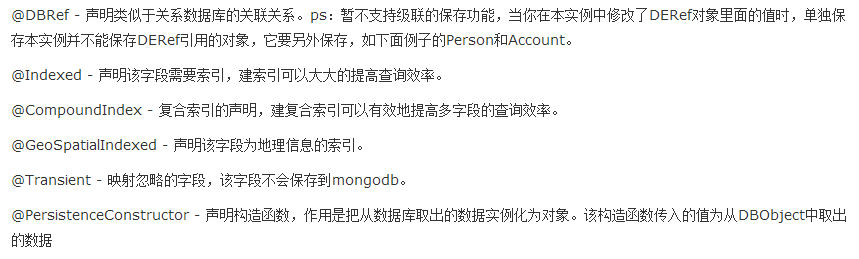 @DBRef - 声明类似于关系数据库的关联关系。ps：暂不支持级联的保存功能，当你在本实例中修改了DERef对象里面的值时，单独保
存本实例并不能保存DERef引用的对象，它要另外保存，如下面例子的Person和Account。
@Indexed - 声明该字段需要索引，建索引可以大大的提高查询效率。
@CompoundIndex - 复合索引的声明，建复合索引可以有效地提高多字段的查询效率。
@GeoSpatialIndexed - 声明该字段为地理信息的索引。
@Transient - 映射忽略的字段，该字段不会保存到mongodb。
@PersistenceConstructor - 声明构造函数，作用是把从数据库取出的数据实例化为对象。该构造函数传入的值为从DBObject中取出
的数据